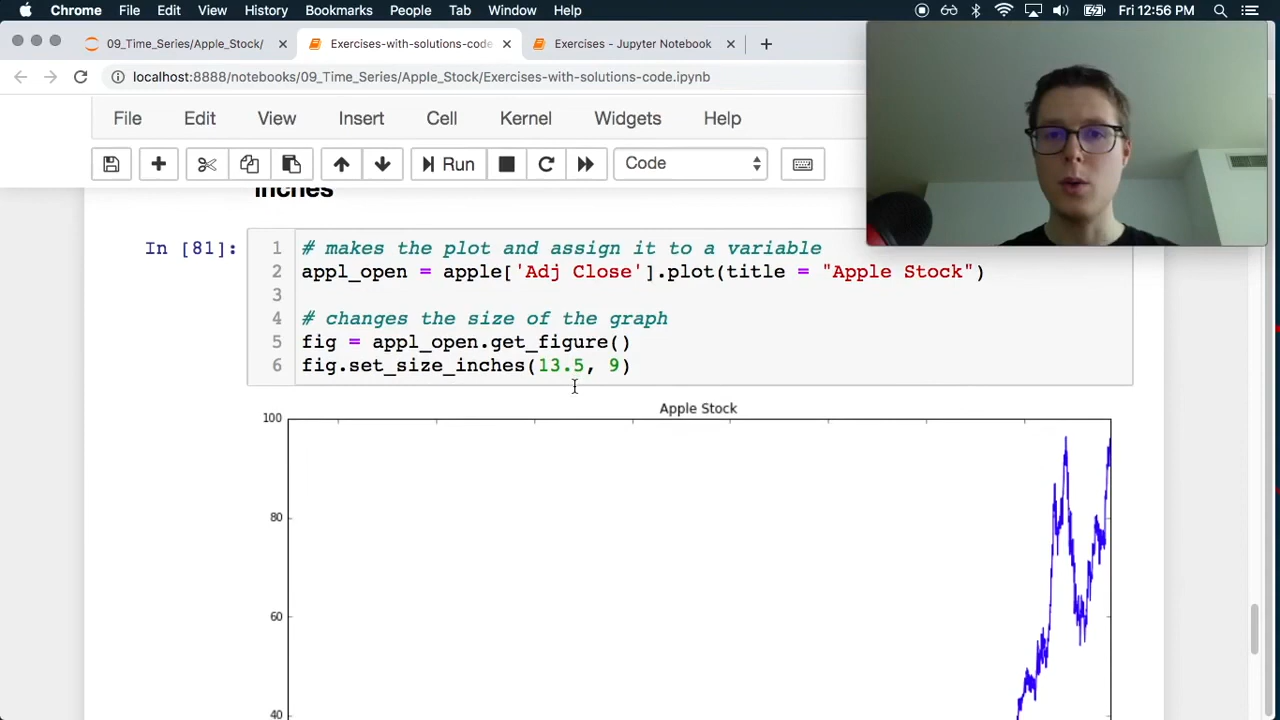 Chrome File Edit View History Bookmarks People Tab Window Help Fri 12:56 PM
09_Time_Series/Apple_Stock/ Exercises-with-solutions-code Exercises - Jupyter Notebook
localhost:8888/notebooks/09_Time_Series/Apple_Stock/Exercises-with-solutions-code.ipynb
File Edit View Insert Cell Kernel Widgets Help
Run Code
inches
In [81]:
1 # makes the plot and assign it to a variable
2 appl_open = apple['Adj Close'].plot(title = "Apple Stock")
3
4 # changes the size of the graph
5 fig = appl_open.get_figure()
6 fig.set_size_inches(13.5, 9)
Apple Stock
100
80
60
40